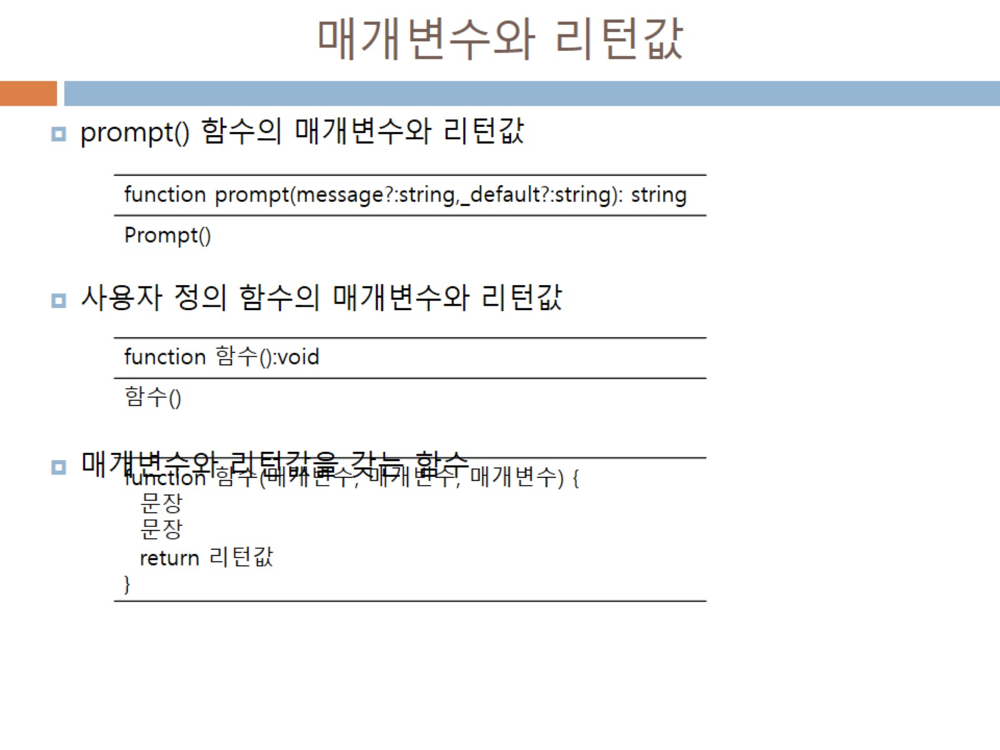 매개변수와 리턴값
prompt() 함수의 매개변수와 리턴값
function prompt(message?:string,_default?:string): string
Prompt()
사용자 정의 함수의 매개변수와 리턴값
function 함수():void
함수()
매개변수와 리턴값을 갖는 함수
function 함수(매개변수, 매개변수, 매개변수) {
문장
문장
return 리턴값
}